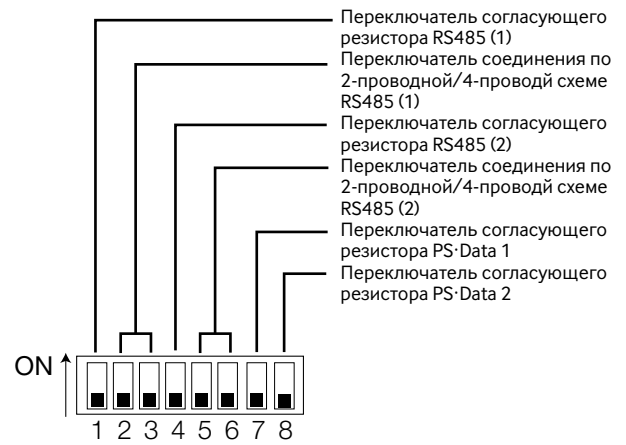 Переключатель согласующего
резистора RS485 (1)
Переключатель соединения по
2-проводной/4-проводй схеме
RS485 (1)
Переключатель согласующего
резистора RS485 (2)
Переключатель соединения по
2-проводной/4-проводй схеме
RS485 (2)
Переключатель согласующего
резистора PS·Data 1
Переключатель согласующего
резистора PS·Data 2
ON
1 2 3 4 5 6 7 8